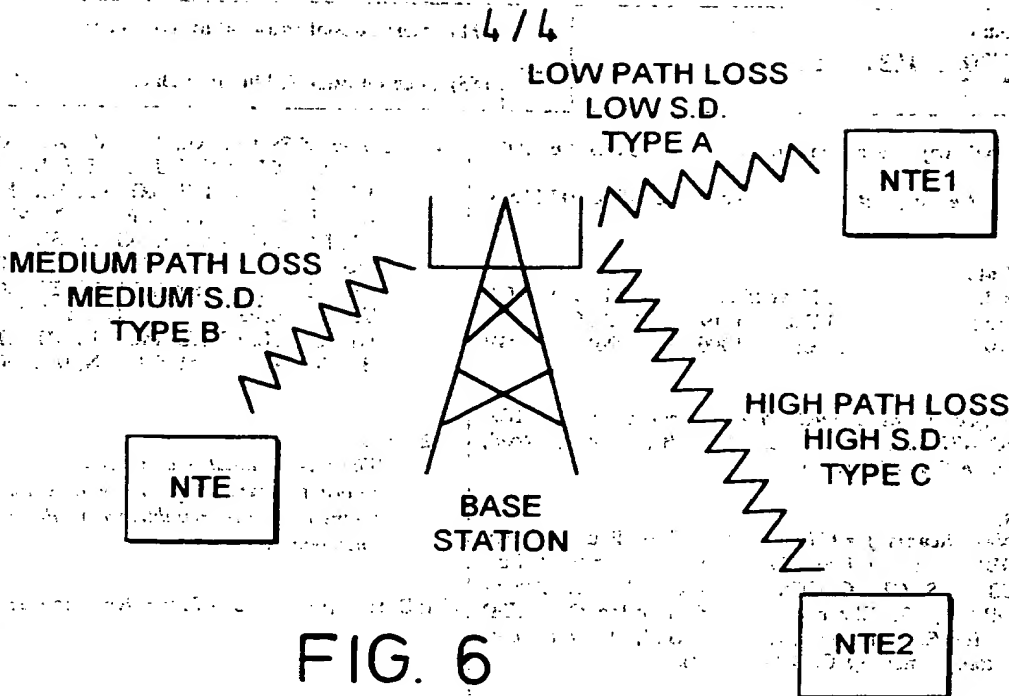 4/4
LOW PATH LOSS
LOW S.D.
TYPE A
NTE1
MEDIUM PATH LOSS
MEDIUM S.D.
TYPE B
NTE
BASE
STATION
HIGH PATH LOSS
HIGH S.D.
TYPE C
NTE2
FIG. 6